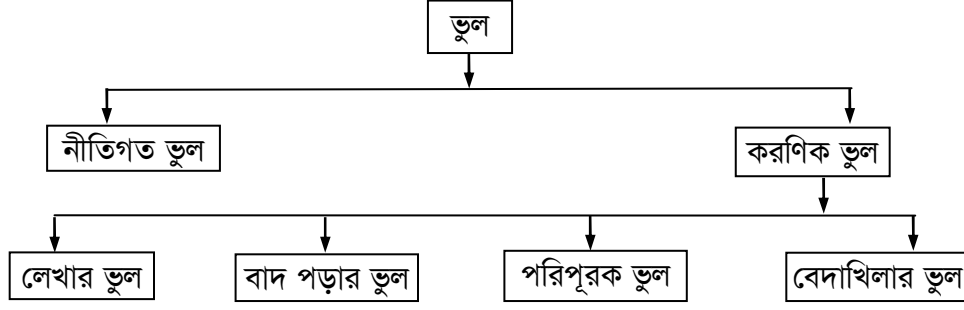 ভুল
নীতিগত ভুল
করণিক ভুল
লেখার ভুল
বাদ পড়ার ভুল
পরিপূরক ভুল
বেদাখিলার ভুল